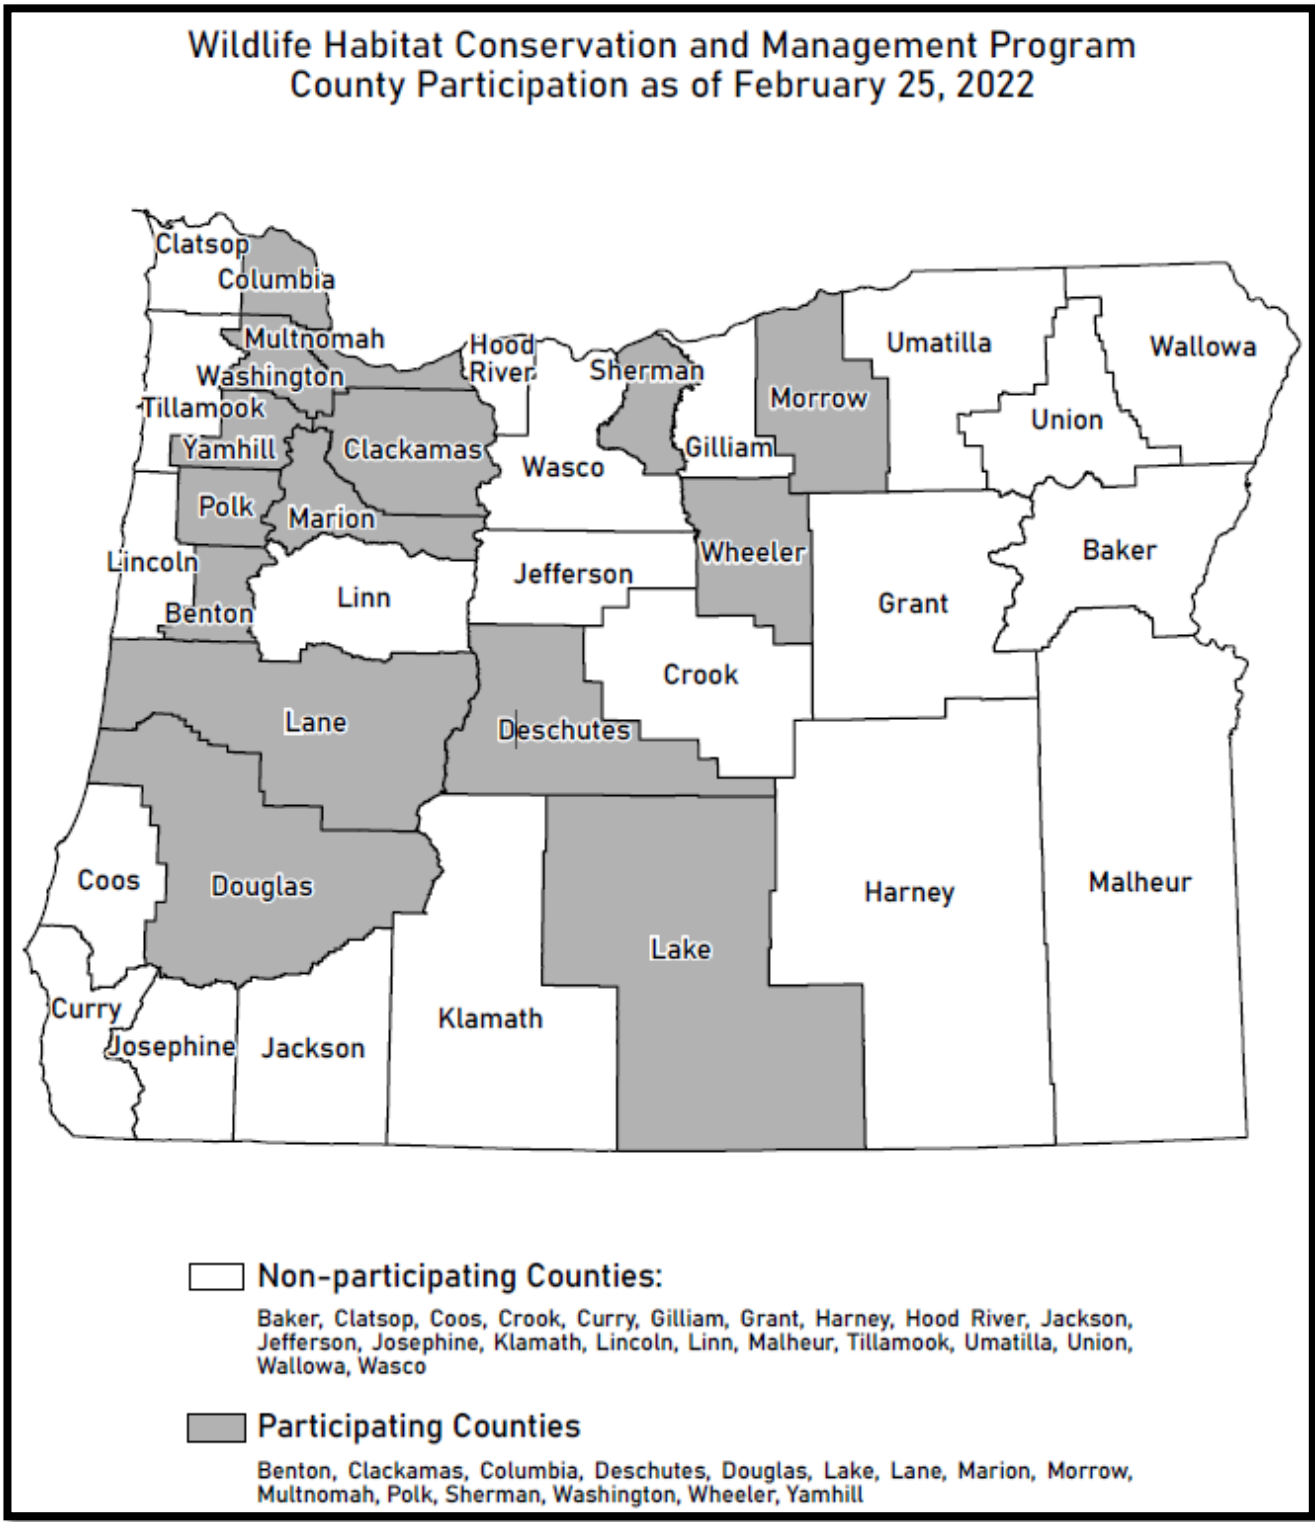 Wildlife Habitat Conservation and Management Program
County Participation as of February 25, 2022
Clatsop
Columbia
Multnomah
Hood
River
Washington
Tillamook
Yamhill
Clackamas
Sherman
Umatilla
Wallowa
Morrow
Union
Gilliam
Wasco
Polk
Marion
Lincoln
Benton
Linn
Jefferson
Wheeler
Grant
Baker
Crook
Lane
Deschutes
Coos
Douglas
Lake
Harney
Malheur
Curry
Josephine
Jackson
Klamath
Non-participating Counties:
Baker, Clatsop, Coos, Crook, Curry, Gilliam, Grant, Harney, Hood River, Jackson,
Jefferson, Josephine, Klamath, Lincoln, Linn, Malheur, Tillamook, Umatilla, Union,
Wallowa, Wasco
Participating Counties
Benton, Clackamas, Columbia, Deschutes, Douglas, Lake, Lane, Marion, Morrow,
Multnomah, Polk, Sherman, Washington, Wheeler, Yamhill